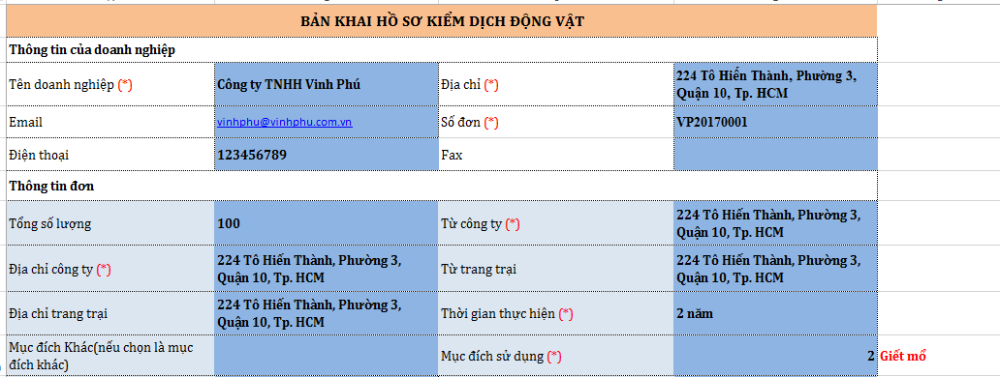 BẢN KHAI HỒ SƠ KIỂM DỊCH ĐỘNG VẬT
Thông tin của doanh nghiệp
Tên doanh nghiệp (*)
Công ty TNHH Vinh Phú
Địa chỉ (*)
224 Tô Hiến Thành, Phường 3,
Quận 10, Tp. HCM
Email
vinhphu@vinhphu.com.vn
Số đơn (*)
VP20170001
Điện thoại
123456789
Fax
Thông tin đơn
Tổng số lượng
100
Từ công ty (*)
224 Tô Hiến Thành, Phường 3,
Quận 10, Tp. HCM
Địa chỉ công ty (*)
224 Tô Hiến Thành, Phường 3,
Quận 10, Tp. HCM
Từ trang trại
224 Tô Hiến Thành, Phường 3,
Quận 10, Tp. HCM
Địa chỉ trang trại
224 Tô Hiến Thành, Phường 3,
Quận 10, Tp. HCM
Thời gian thực hiện (*)
2 năm
Mục đích Khác(nếu chọn là mục
đích khác)
Mục đích sử dụng (*)
2
Giết mổ